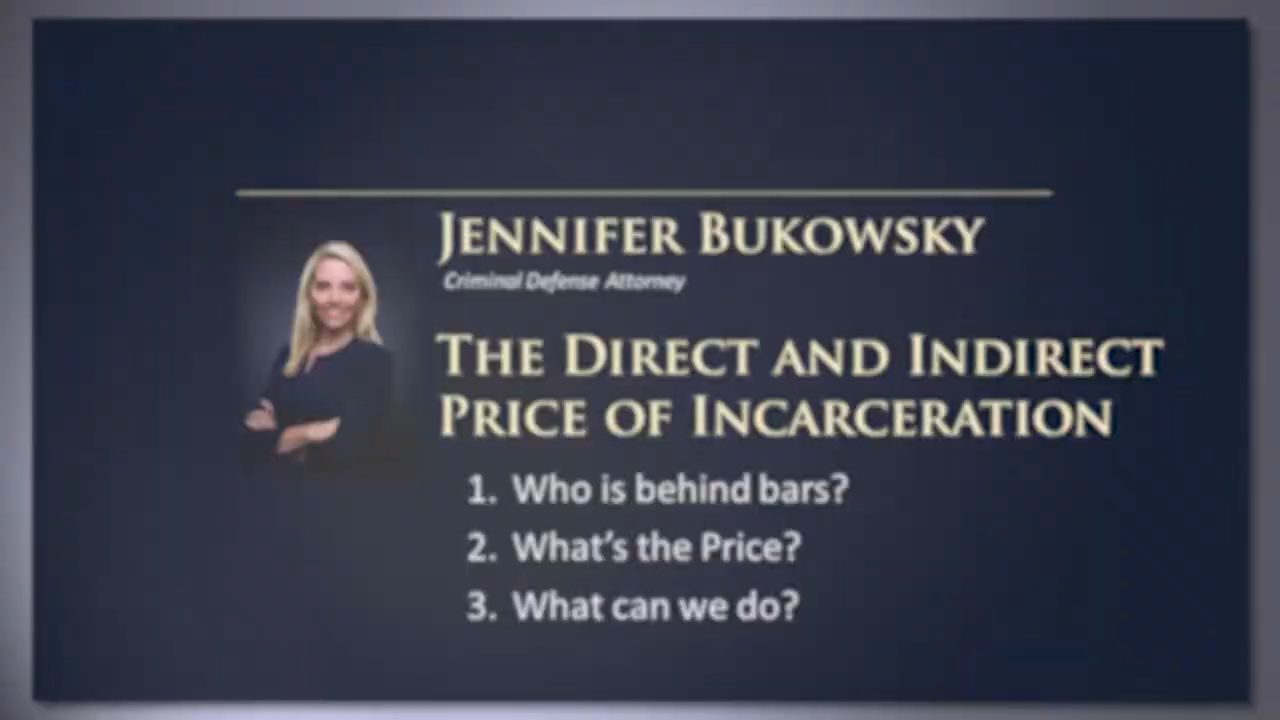 JENNIFER BUKOWSKY
Criminal Defense Attorney
THE DIRECT AND INDIRECT
PRICE OF INCARCERATION
1. Who is behind bars?
2. What's the Price?
3. What can we do?